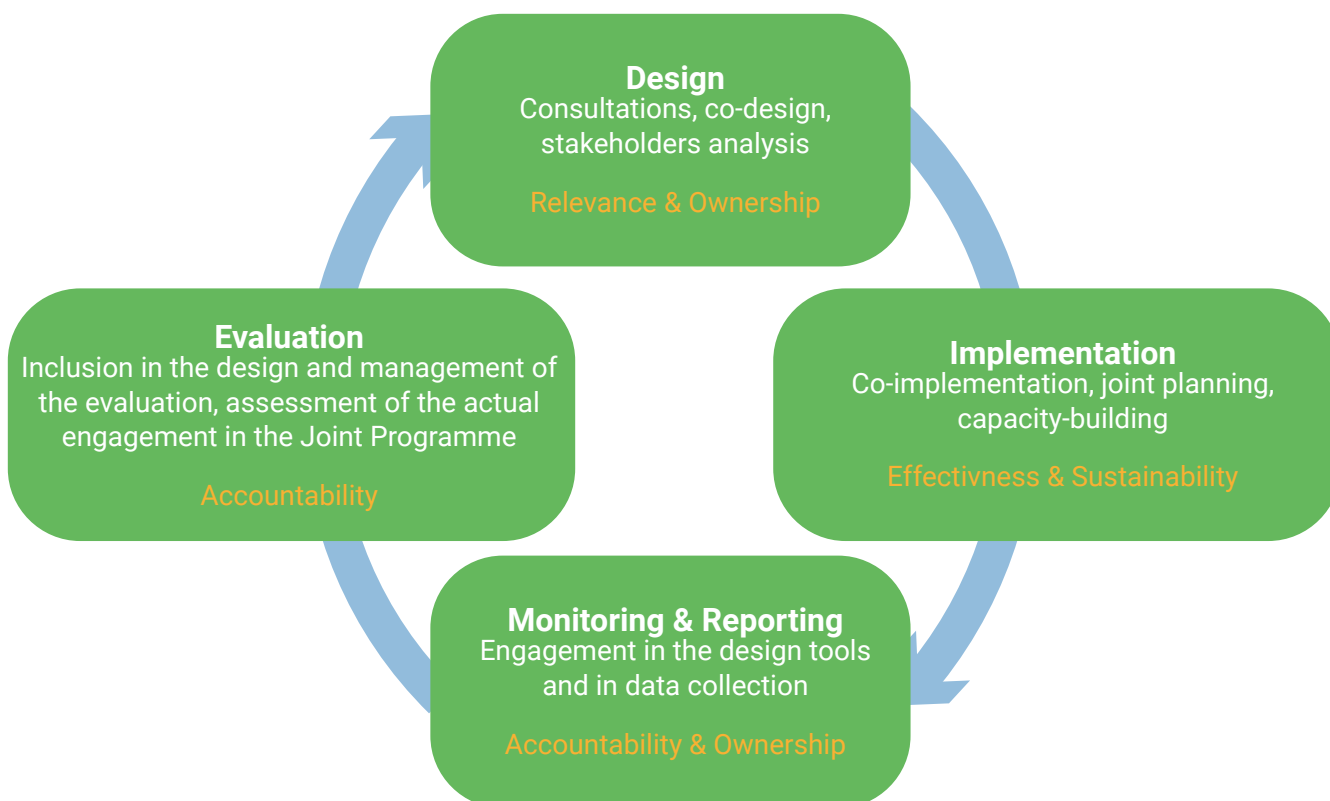 Design
Consultations, co-design,
stakeholders analysis
Relevance & Ownership
Evaluation
Inclusion in the design and management of
the evaluation, assessment of the actual
engagement in the Joint Programme
Accountability
Implementation
Co-implementation, joint planning,
capacity-building
Effectivness & Sustainability
Monitoring & Reporting
Engagement in the design tools
and in data collection
Accountability & Ownership